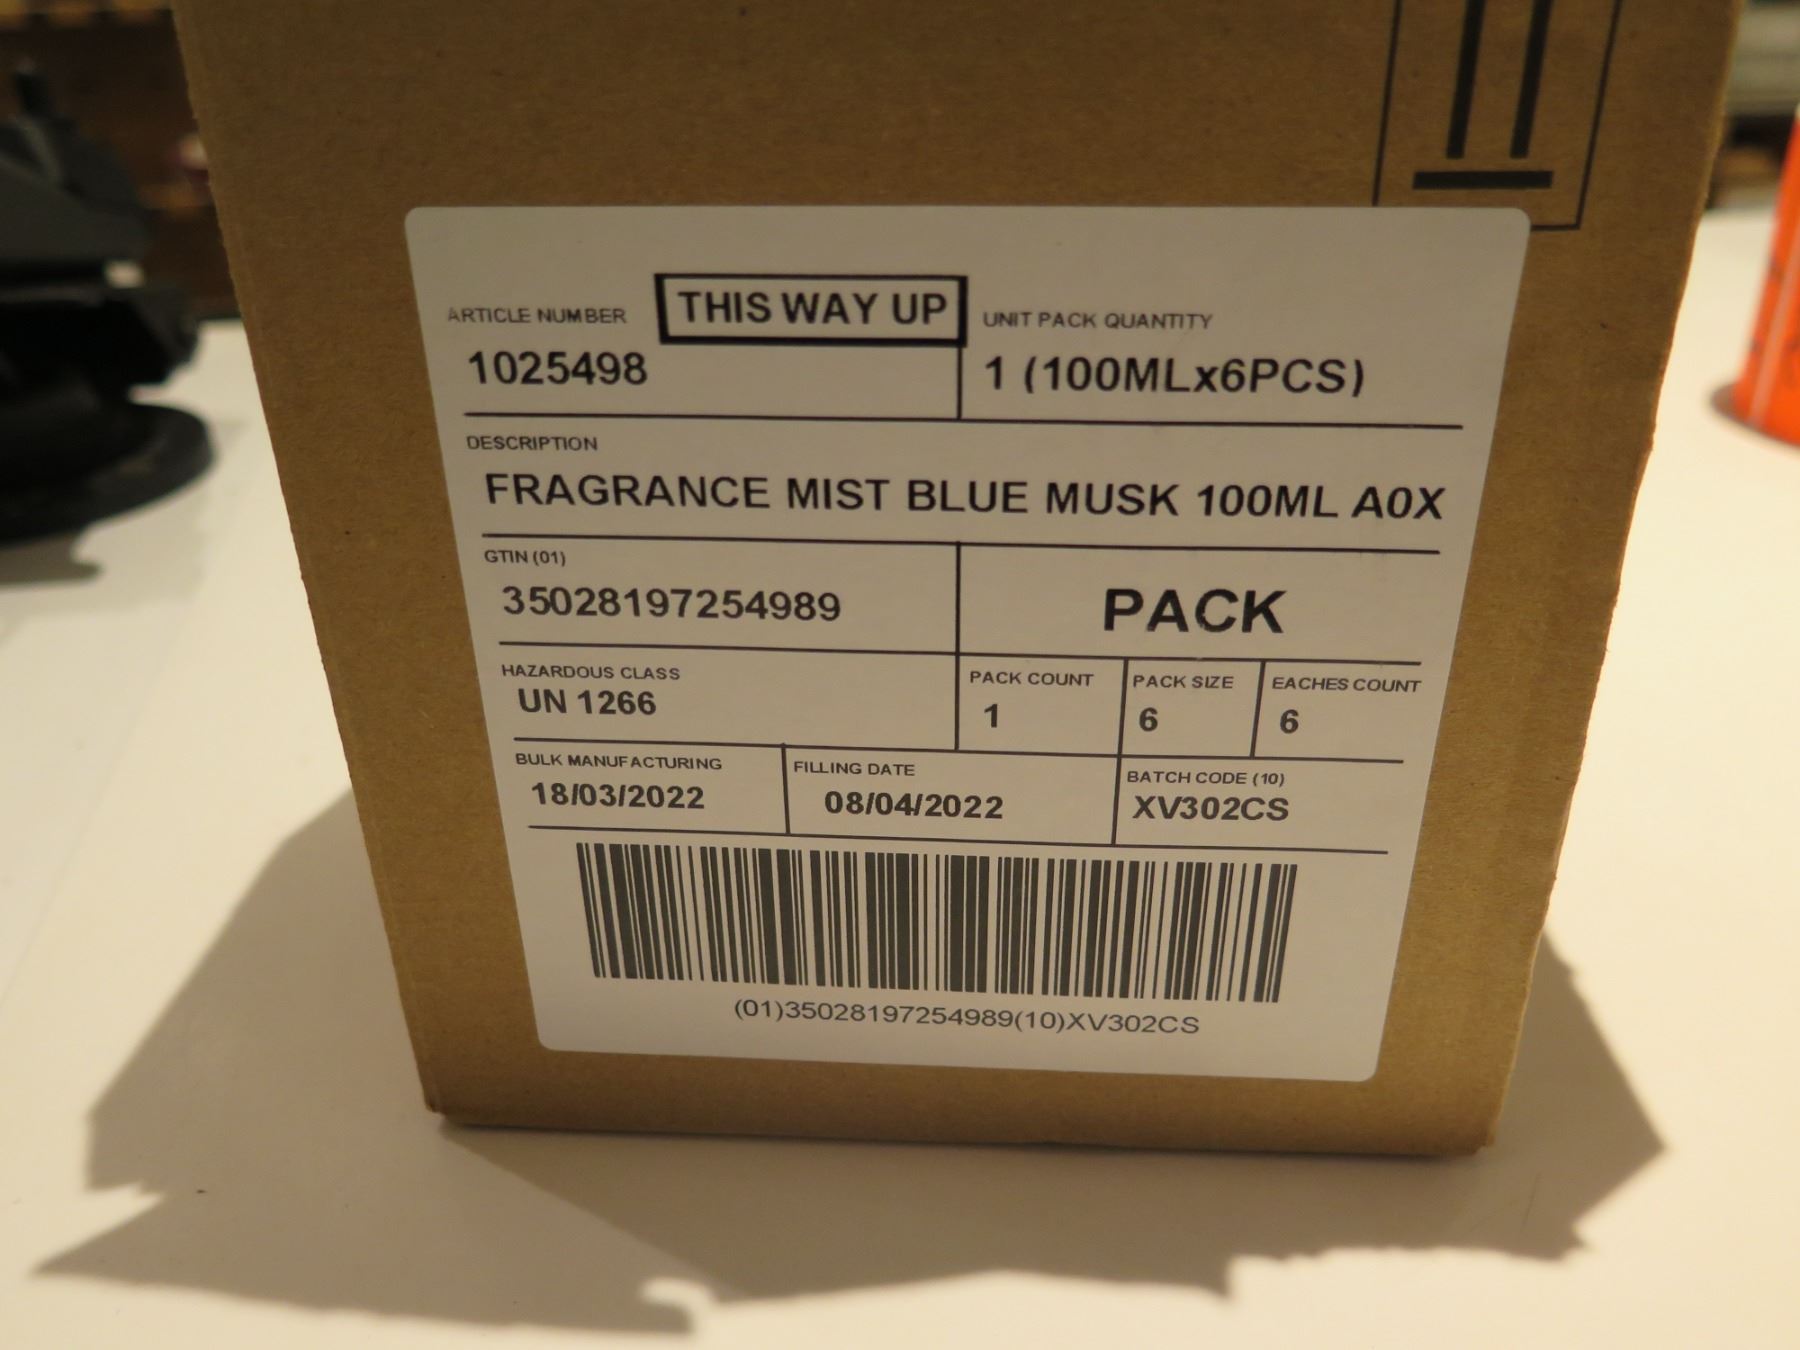 THIS WAY UP
ARTICLE NUMBER
1025498
UNIT PACK QUANTITY
1 (100MLx6PCS)
DESCRIPTION
FRAGRANCE MIST BLUE MUSK 100ML A0X
GTIN (01)
35028197254989
PACK
HAZARDOUS CLASS
UN 1266
PACK COUNT
1
PACK SIZE
6
EACHES COUNT
6
BULK MANUFACTURING
18/03/2022
FILLING DATE
08/04/2022
BATCH CODE (10)
XV302CS
(01)35028197254989(10)XV302CS